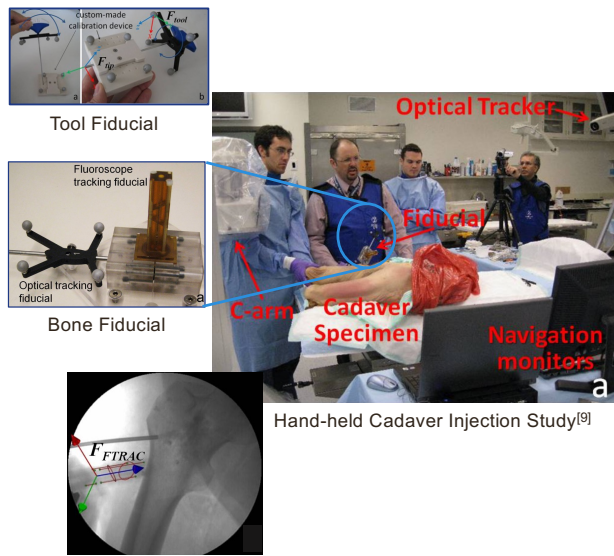 custom-made
calibration device
F_tool
F_tip
a
b
Tool Fiducial
Fluoroscope
tracking fiducial
Optical tracking
fiducial
a
Bone Fiducial
Optical Tracker
Fiducial
C-arm
Cadaver
Specimen
Navigation
monitors
a
Hand-held Cadaver Injection Study[9]
F_FTRAC